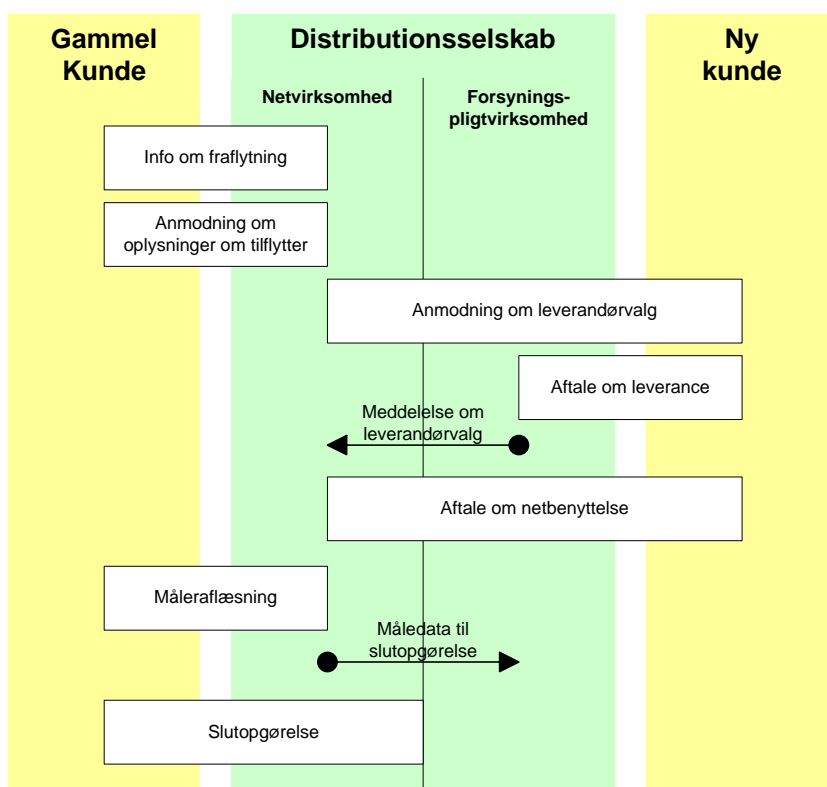 Gammel
Kunde
Distributionsselskab
Ny
kunde
Netvirksomhed
Forsynings-
pligtvirksomhed
Info om fraflytning
Anmodning om
oplysninger om tilflytter
Anmodning om leverandørvalg
Aftale om leverance
Meddelelse om
leverandørvalg
Aftale om netbenyttelse
Måleraflæsning
Måledata til
slutopgørelse
Slutopgørelse